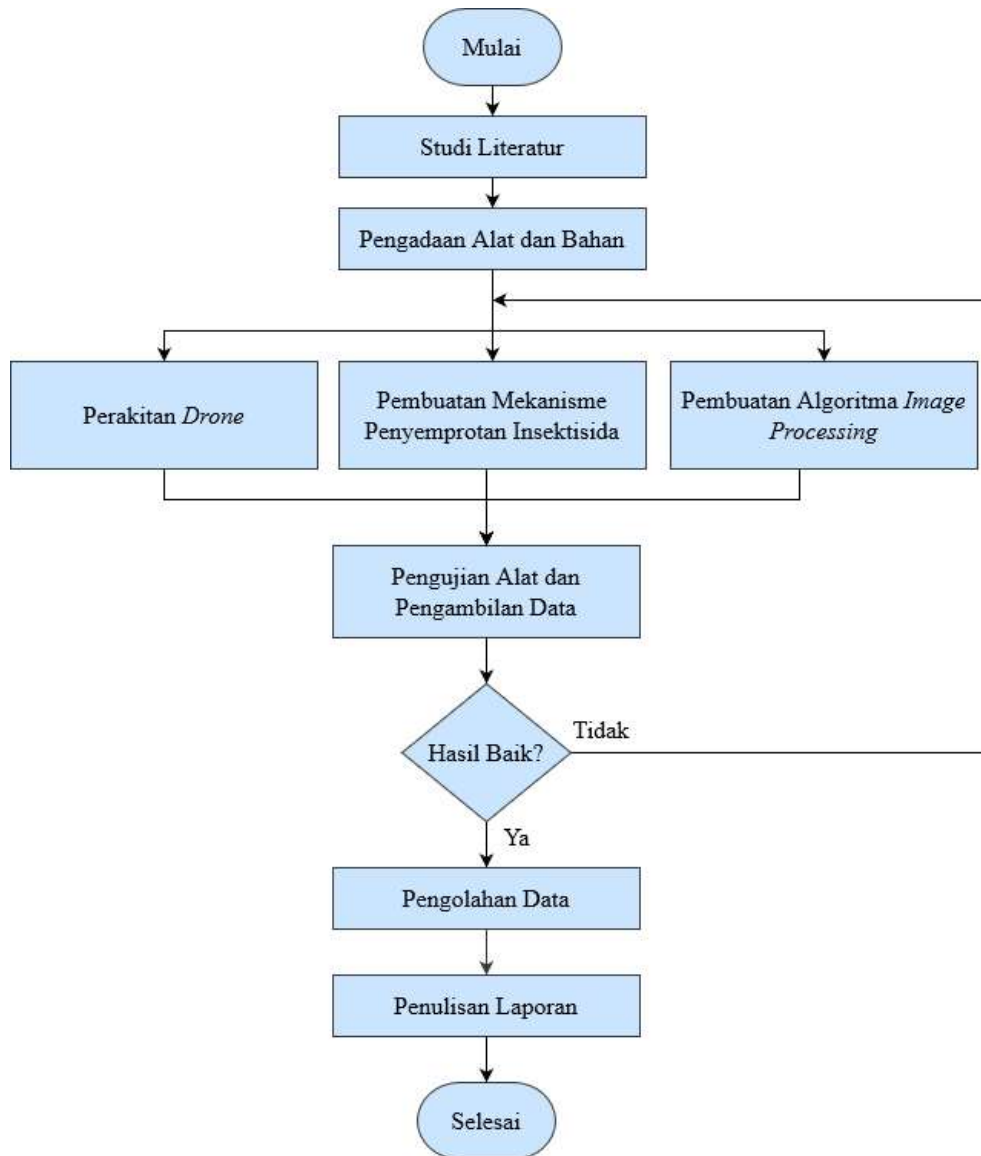 Mulai
Studi Literatur
Pengadaan Alat dan Bahan
Perakitan Drone
Pembuatan Mekanisme
Penyemprotan Insektisida
Pembuatan Algoritma Image
Processing
Pengujian Alat dan
Pengambilan Data
Hasil Baik?
Tidak
Ya
Pengolahan Data
Penulisan Laporan
Selesai